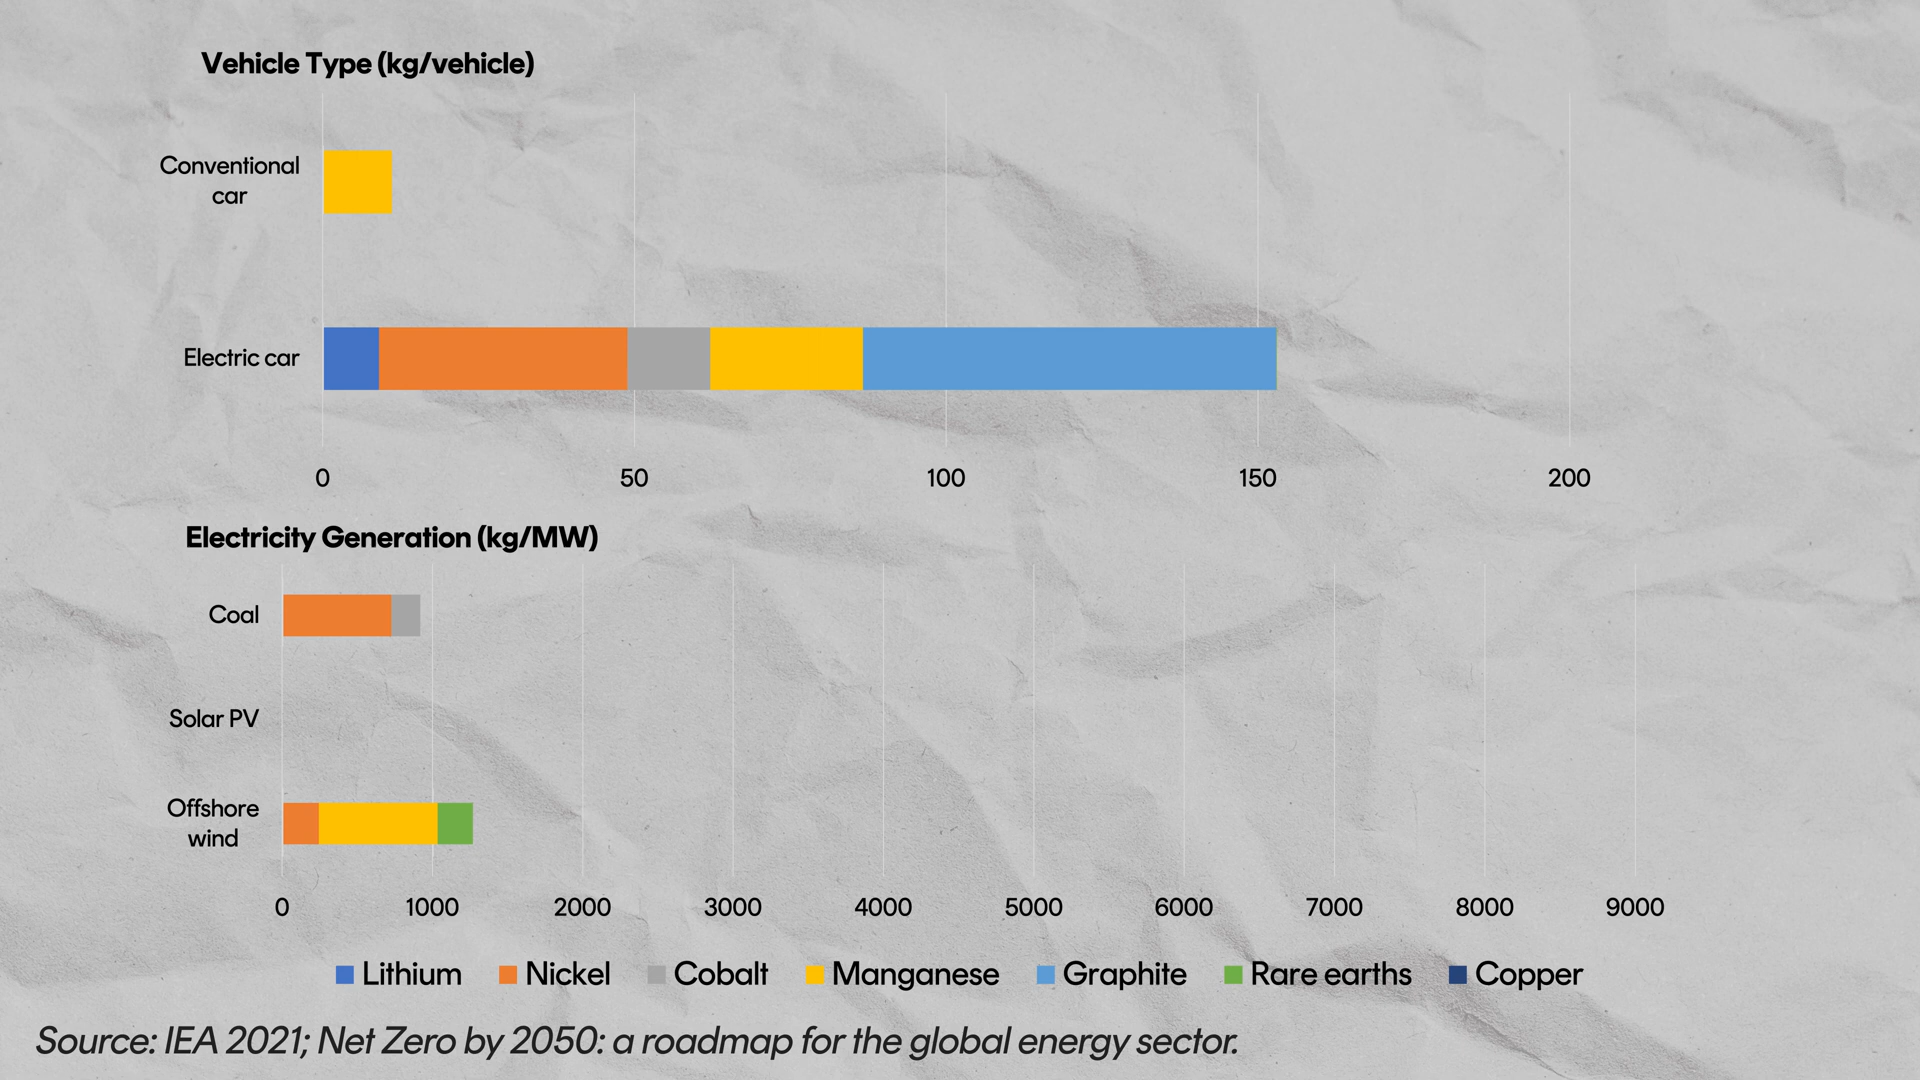 Vehicle Type (kg/vehicle)
Conventional
car
Electric car
0 50 100 150 200
Electricity Generation (kg/MW)
Coal
Solar PV
Offshore
wind
0 1000 2000 3000 4000 5000 6000 7000 8000 9000
Lithium Nickel Cobalt Manganese Graphite Rare earths Copper
Source: IEA 2021; Net Zero by 2050: a roadmap for the global energy sector.